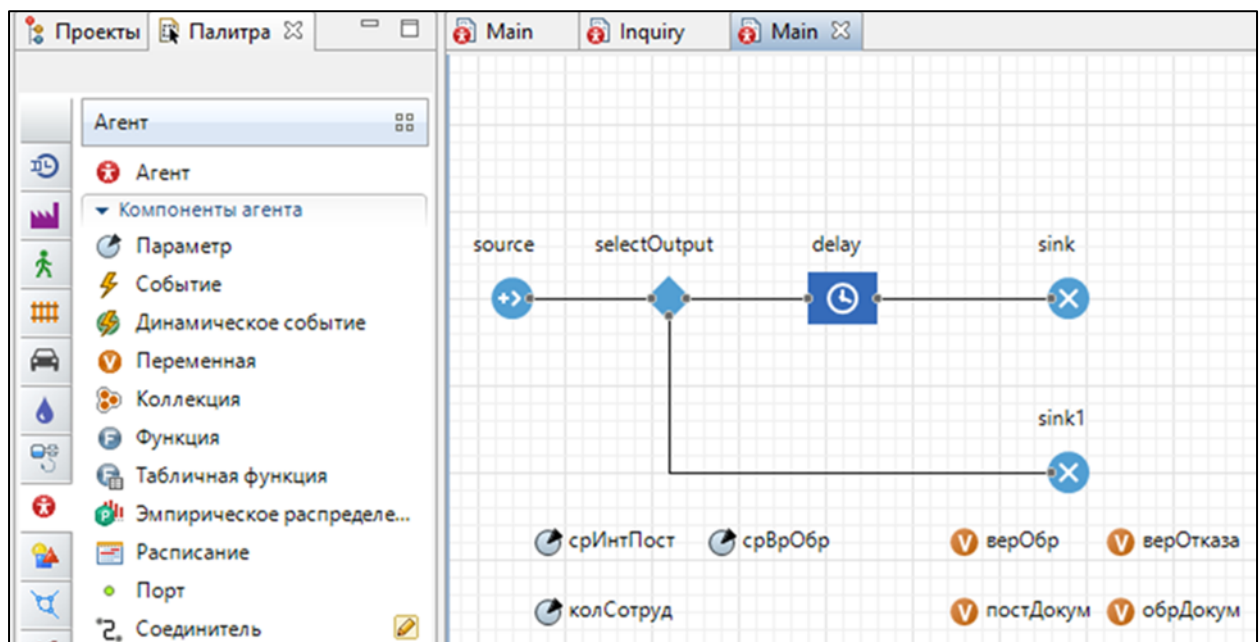 Проекты Палитра
Main Inquiry Main
Агент
Агент
Компоненты агента
Параметр
Событие
Динамическое событие
Переменная
Коллекция
Функция
Табличная функция
Эмпирическое распределе...
Расписание
Порт
Соединитель
source selectOutput delay sink
sink1
срИнтПост срВрОбр верОбр верОтказа
колСотруд постДокум обрДокум